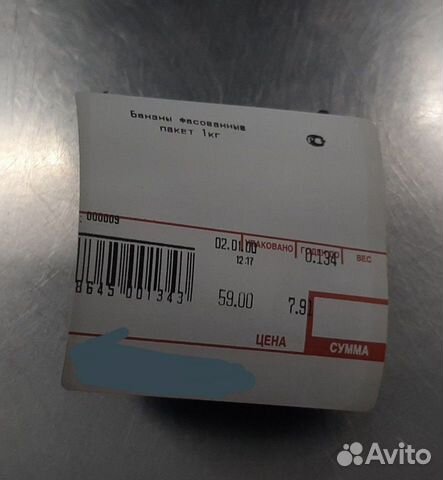 Бананы фасованные
пакет 1кг
000009
02.01.00 УПАКОВАНО ГОДЕН ДО 0.134 ВЕС
12:17
8645 001343
59.00 7.91
ЦЕНА СУММА
Avito